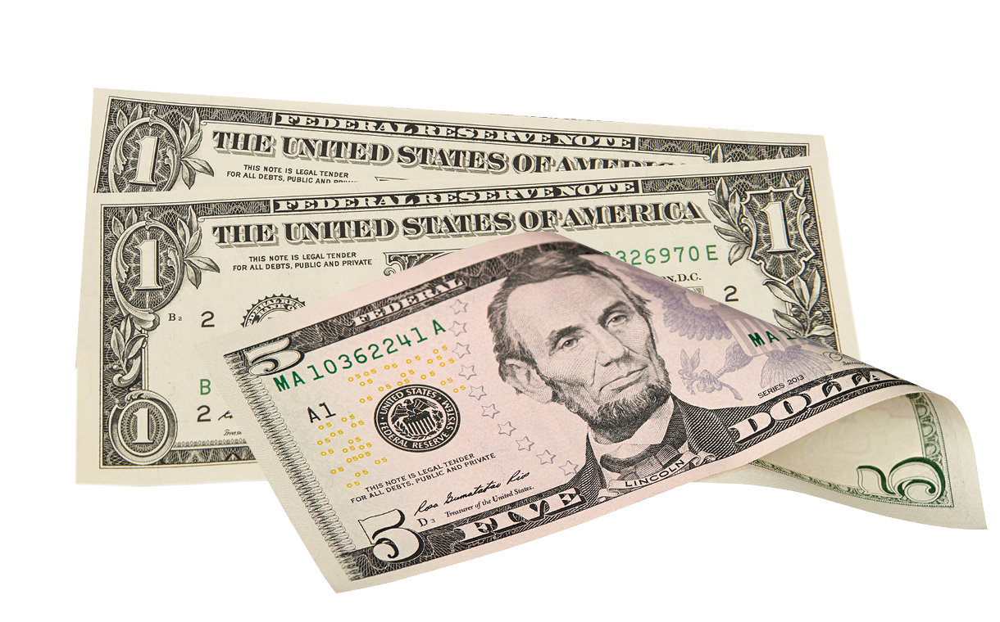 FEDERAL RESERVE NOTE
1
THE UNITED STATES OF AMERICA
THIS NOTE IS LEGAL TENDER
FOR ALL DEBTS, PUBLIC AND
FEDERAL RESERVE NOTE
1
1
THE UNITED STATES OF AMERICA
THIS NOTE IS LEGAL TENDER
FOR ALL DEBTS, PUBLIC AND PRIVATE
326970 E
D.C.
B2
2
2
B
2
1
FEDERAL
5
MA 10362241 A
MA 1
A1
UNITED STATES
FEDERAL RESERVE
SYSTEM
05 05 05
SERIES 2013
THIS NOTE IS LEGAL TENDER
FOR ALL DEBTS, PUBLIC AND PRIVATE
Rosa Gumataotao Rios
Treasurer of the United States.
D3
LINCOLN
5
FIVE
DOLLA
5